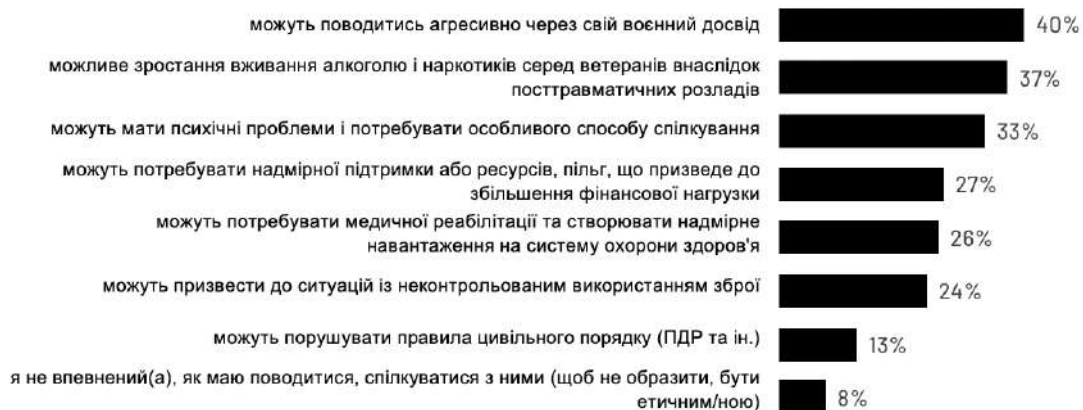 можуть поводитись агресивно через свій воєнний досвід
40%
можливе зростання вживання алкоголю і наркотиків серед ветеранів внаслідок
посттравматичних розладів
37%
можуть мати психічні проблеми і потребувати особливого способу спілкування
33%
можуть потребувати надмірної підтримки або ресурсів, пільг, що призведе до
збільшення фінансової нагрузки
27%
можуть потребувати медичної реабілітації та створювати надмірне
навантаження на систему охорони здоров'я
26%
можуть призвести до ситуацій із неконтрольованим використанням зброї
24%
можуть порушувати правила цивільного порядку (ПДР та ін.)
13%
я не впевнений(а), як маю поводитися, спілкуватися з ними (щоб не образити, бути
етичним/ною)
8%